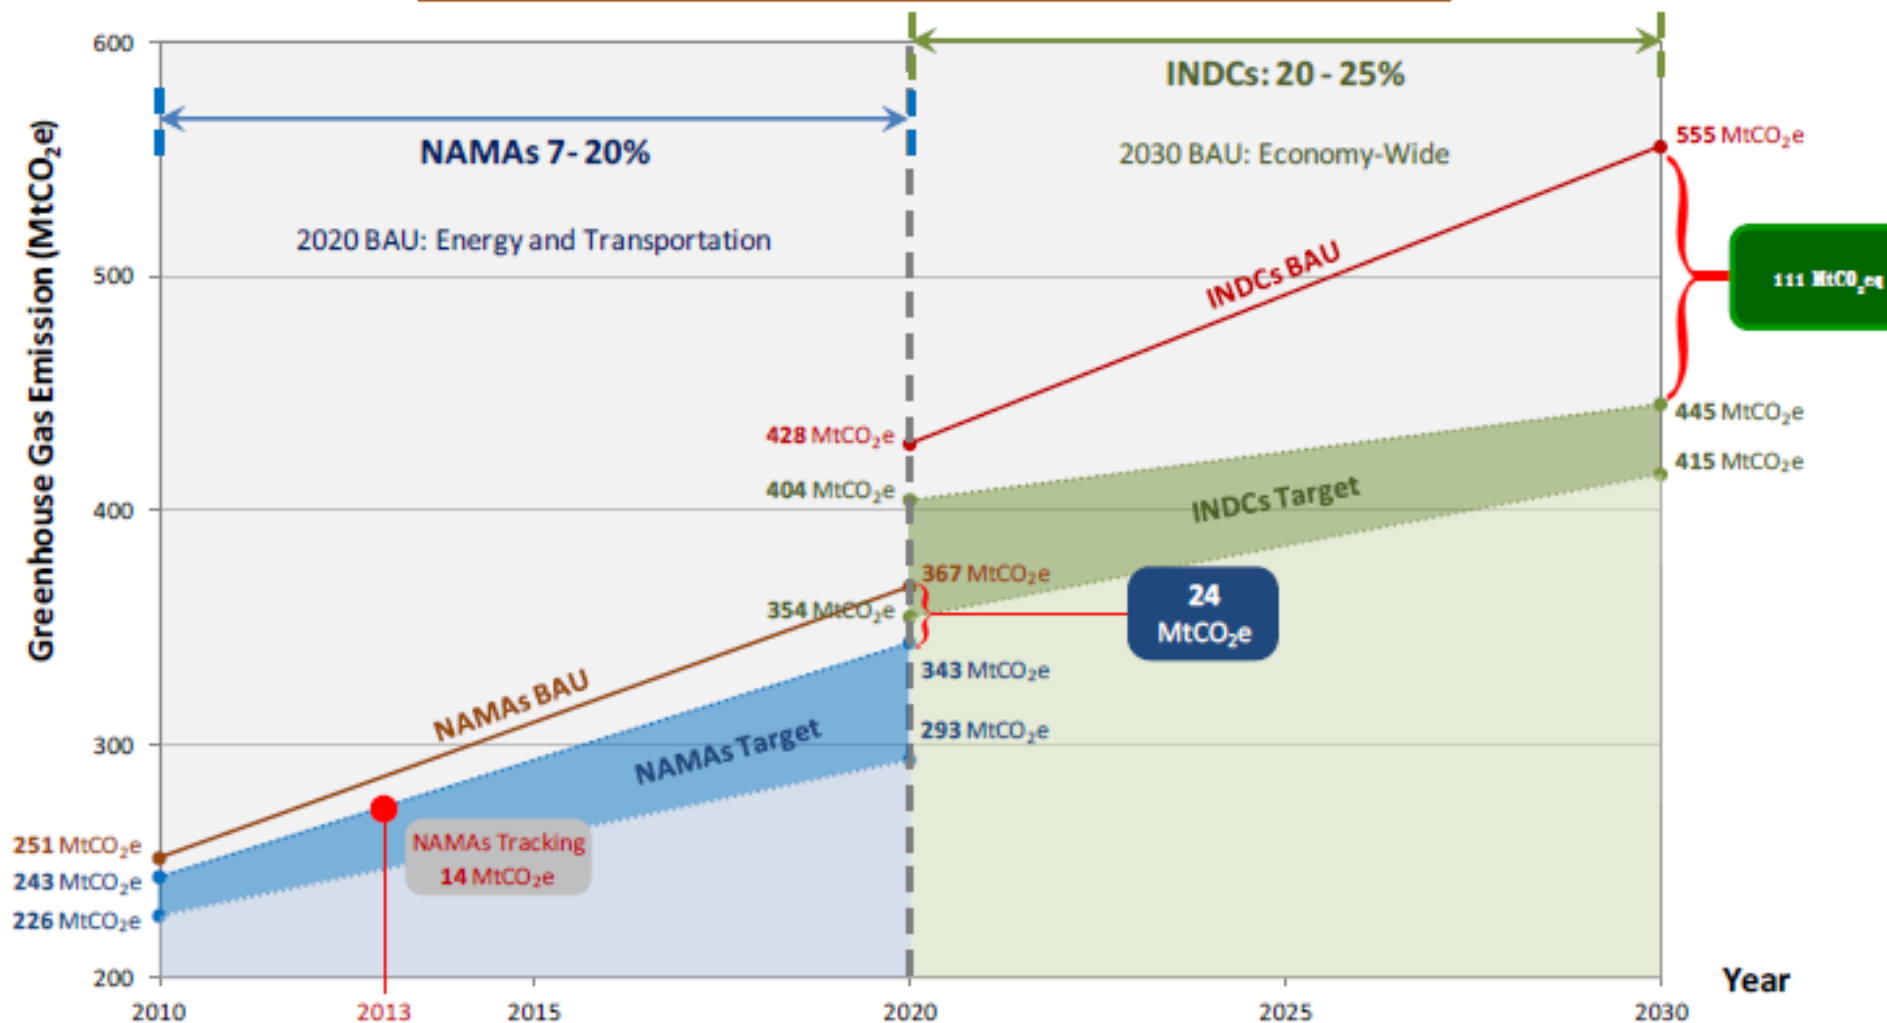 600
INDCs: 20 - 25%
NAMAs 7- 20%
2030 BAU: Economy-Wide
555 MtCO₂e
2020 BAU: Energy and Transportation
500
INDCs BAU
111 MtCO₂eq
Greenhouse Gas Emission (MtCO₂e)
428 MtCO₂e
445 MtCO₂e
404 MtCO₂e
415 MtCO₂e
400
INDCs Target
367 MtCO₂e
354 MtCO₂e
24
MtCO₂e
343 MtCO₂e
NAMAs BAU
293 MtCO₂e
300
NAMAs Target
251 MtCO₂e
243 MtCO₂e
226 MtCO₂e
NAMAs Tracking
14 MtCO₂e
200
Year
2010
2013
2015
2020
2025
2030